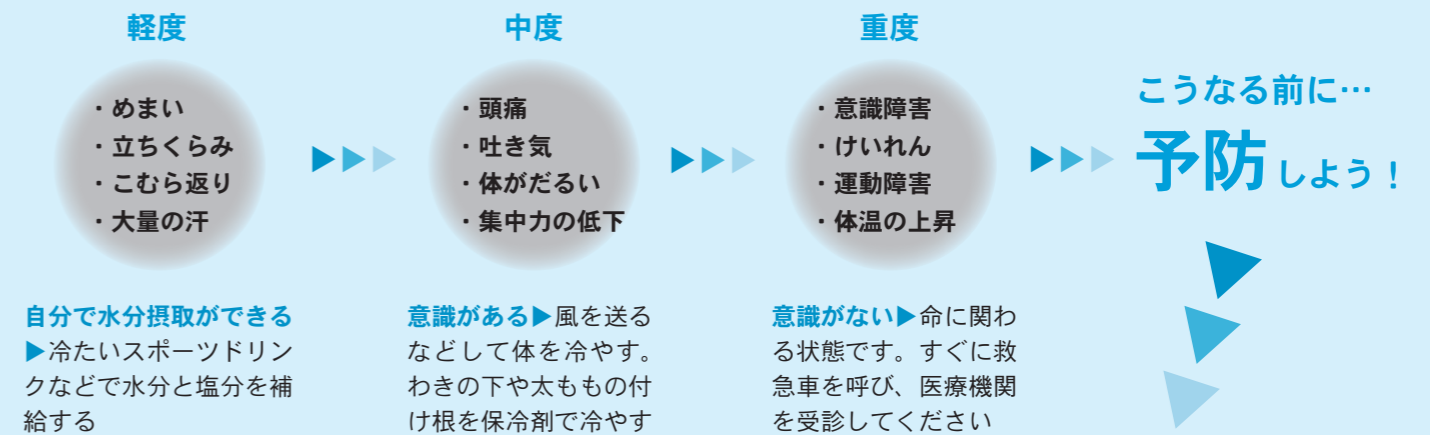 軽度
・めまい
・立ちくらみ
・こむら返り
・大量の汗
自分で水分摂取ができる
▶冷たいスポーツドリン
クなどで水分と塩分を補
給する
中度
・頭痛
・吐き気
・体がだるい
・集中力の低下
意識がある▶風を送る
などして体を冷やす。
わきの下や太ももの付
け根を保冷剤で冷やす
重度
・意識障害
・けいれん
・運動障害
・体温の上昇
意識がない▶命に関わ
る状態です。すぐに救
急車を呼び、医療機関
を受診してください
こうなる前に…
予防しよう！